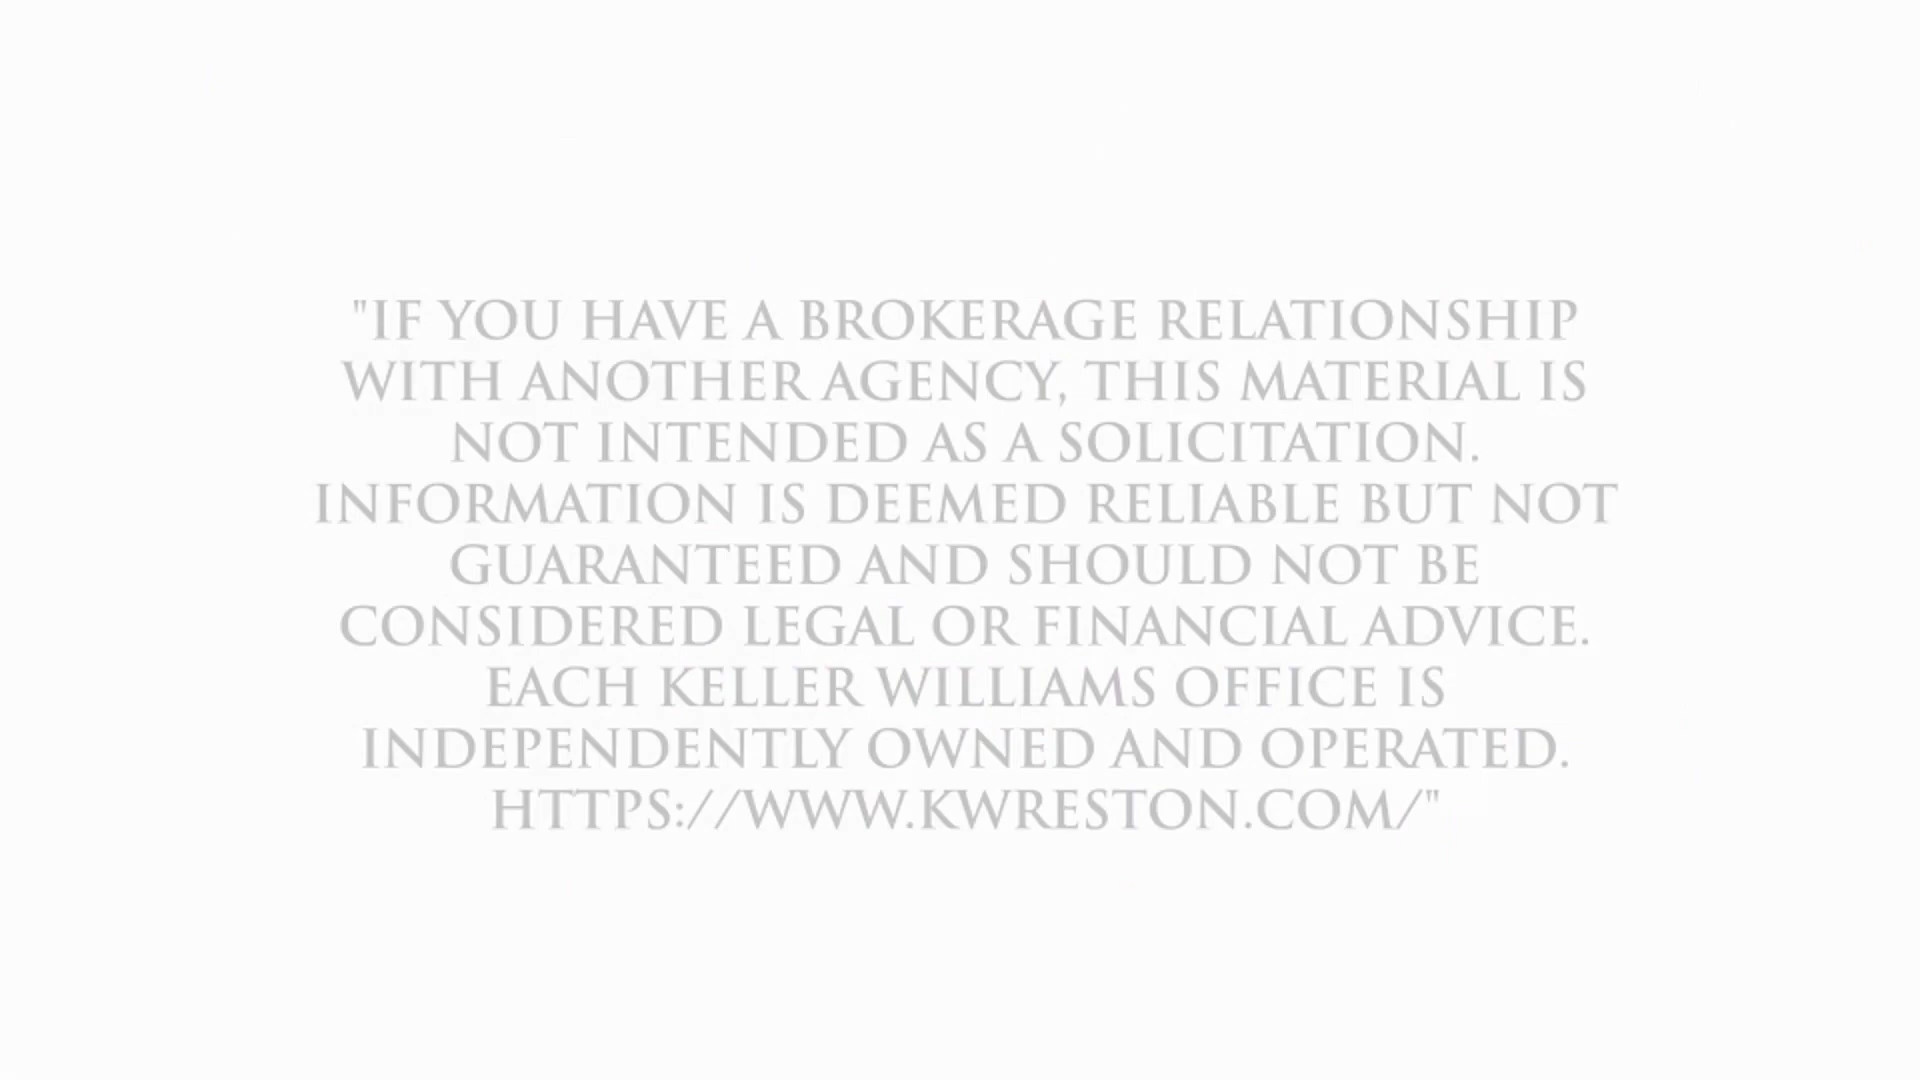 "IF YOU HAVE A BROKERAGE RELATIONSHIP
WITH ANOTHER AGENCY, THIS MATERIAL IS
NOT INTENDED AS A SOLICITATION.
INFORMATION IS DEEMED RELIABLE BUT NOT
GUARANTEED AND SHOULD NOT BE
CONSIDERED LEGAL OR FINANCIAL ADVICE.
EACH KELLER WILLIAMS OFFICE IS
INDEPENDENTLY OWNED AND OPERATED.
HTTPS://WWW.KWRESTON.COM/"